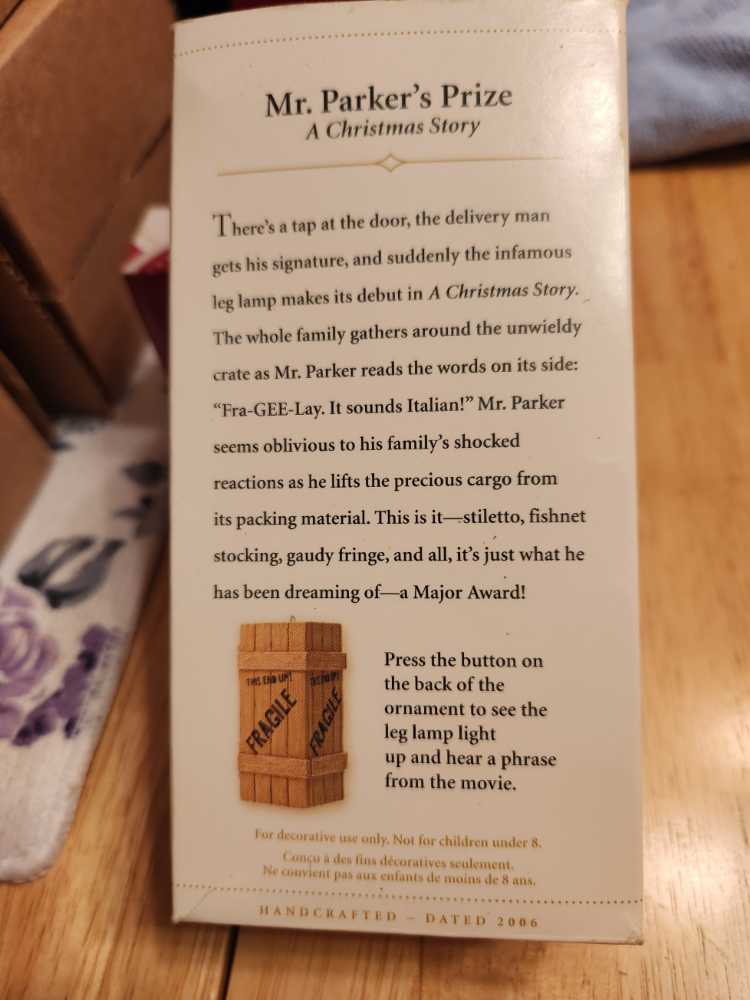 Mr. Parker's Prize
A Christmas Story
There's a tap at the door, the delivery man
gets his signature, and suddenly the infamous
leg lamp makes its debut in A Christmas Story.
The whole family gathers around the unwieldy
crate as Mr. Parker reads the words on its side:
“Fra-GEE-Lay. It sounds Italian!” Mr. Parker
seems oblivious to his family's shocked
reactions as he lifts the precious cargo from
its packing material. This is it—stiletto, fishnet
stocking, gaudy fringe, and all, it's just what he
has been dreaming of—a Major Award!
THIS END UP!
FRAGILE
THIS END UP!
FRAGILE
Press the button on
the back of the
ornament to see the
leg lamp light
up and hear a phrase
from the movie.
For decorative use only. Not for children under 8.
Conçu à des fins décoratives seulement.
Ne convient pas aux enfants de moins de 8 ans.
HANDCRAFTED – DATED 2006